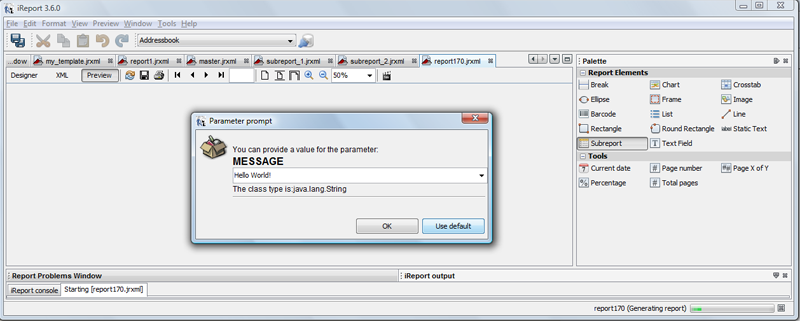 iReport 3.6.0
File Edit Format View Preview Window Tools Help
Addressbook
...dow my_template.jrxml report1.jrxml master.jrxml subreport_1.jrxml subreport_2.jrxml report170.jrxml
Designer XML Preview 50%
Palette
Report Elements
Break Chart Crosstab
Ellipse Frame Image
Barcode List Line
Rectangle Round Rectangle Static Text
Subreport Text Field
Tools
Current date Page number Page X of Y
Percentage Total pages
Parameter prompt
You can provide a value for the parameter:
MESSAGE
Hello World!
The class type is:java.lang.String
OK Use default
Report Problems Window iReport output
iReport console Starting [report170.jrxml]
report170 (Generating report)